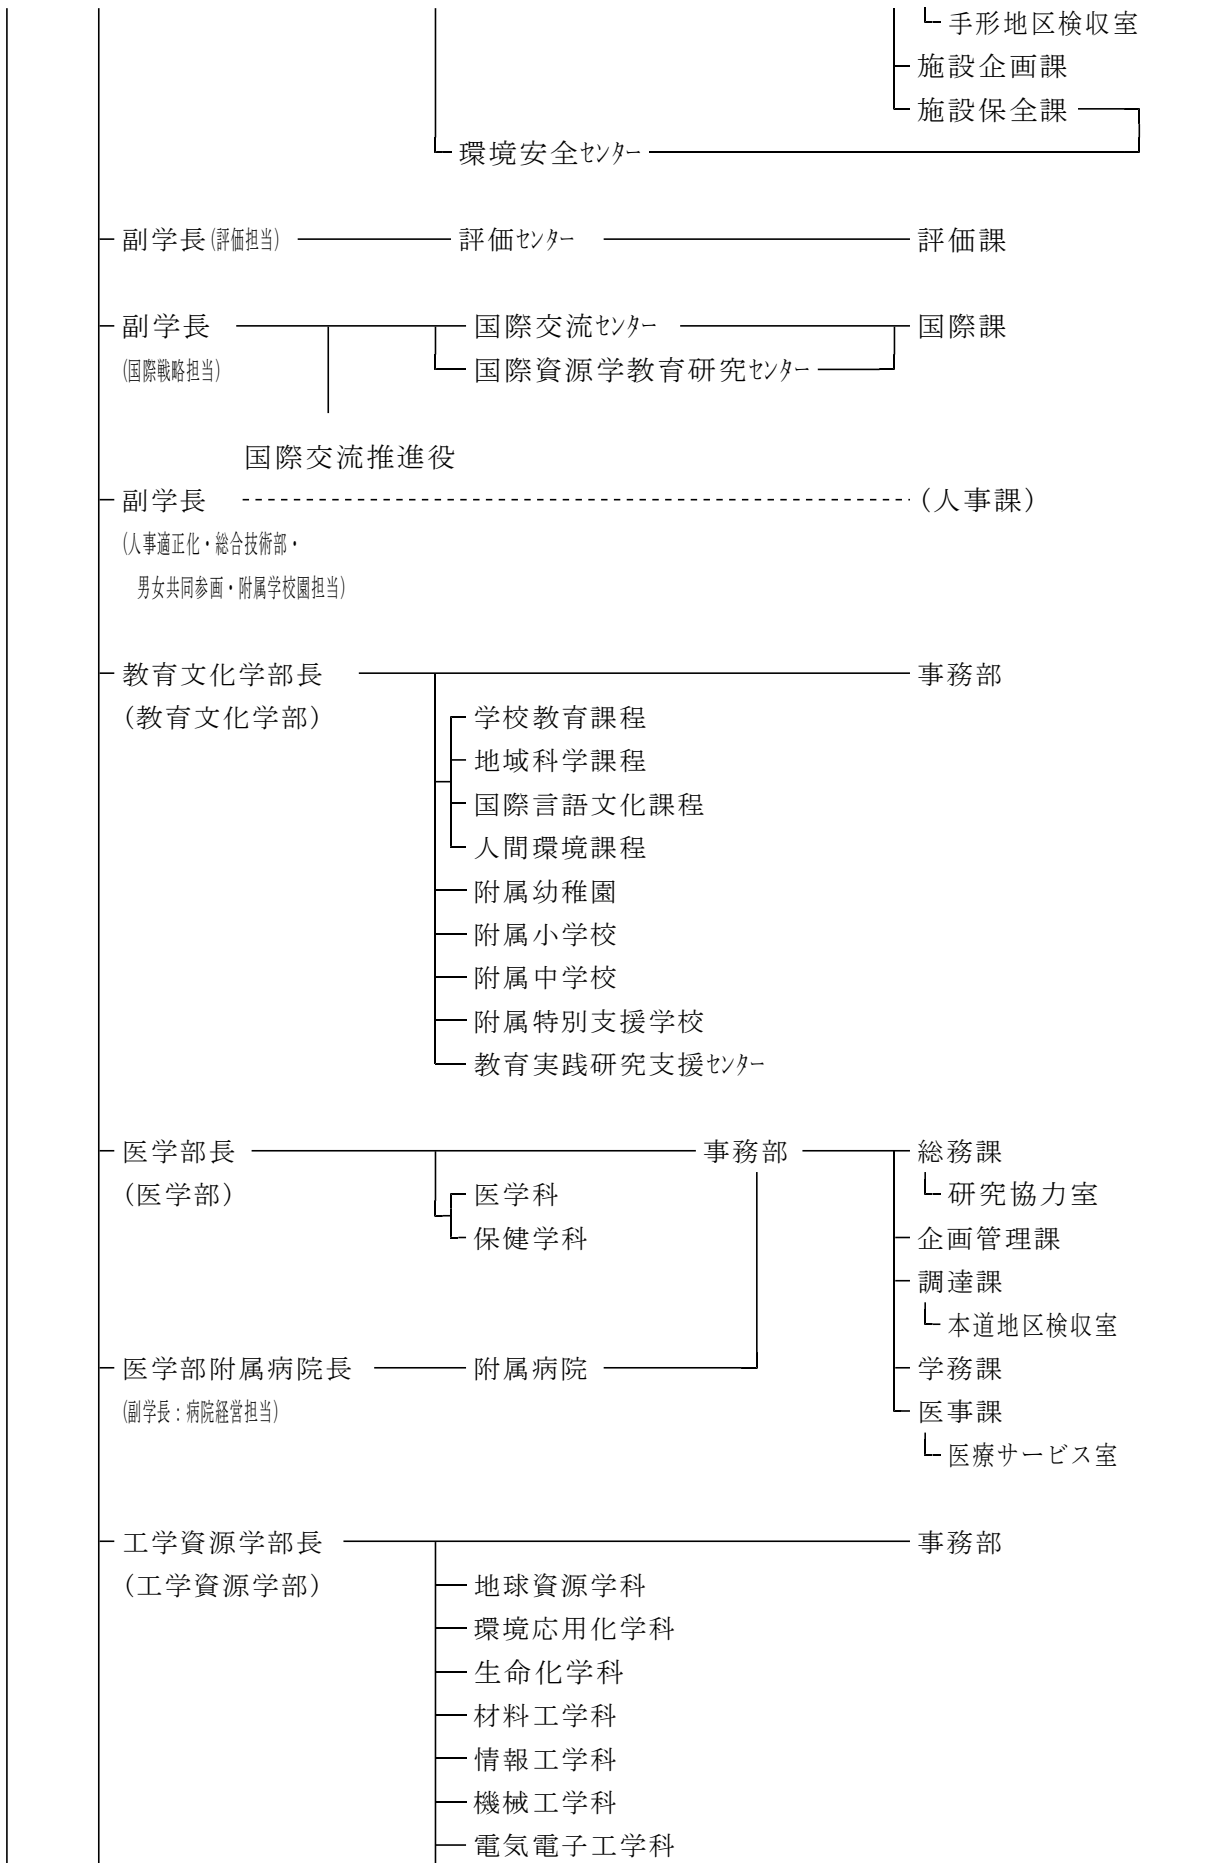 手形地区検収室
施設企画課
施設保全課
環境安全ｾﾝﾀｰ
副学長(評価担当) 評価ｾﾝﾀｰ 評価課
副学長 国際交流ｾﾝﾀｰ 国際課
(国際戦略担当) 国際資源学教育研究ｾﾝﾀｰ
国際交流推進役
副学長 (人事課)
(人事適正化・総合技術部・
男女共同参画・附属学校園担当)
教育文化学部長 事務部
(教育文化学部) 学校教育課程
地域科学課程
国際言語文化課程
人間環境課程
附属幼稚園
附属小学校
附属中学校
附属特別支援学校
教育実践研究支援ｾﾝﾀｰ
医学部長 事務部 総務課
(医学部) 医学科 研究協力室
保健学科 企画管理課
調達課
本道地区検収室
医学部附属病院長 附属病院 学務課
(副学長：病院経営担当) 医事課
医療サービス室
工学資源学部長 事務部
(工学資源学部) 地球資源学科
環境応用化学科
生命化学科
材料工学科
情報工学科
機械工学科
電気電子工学科